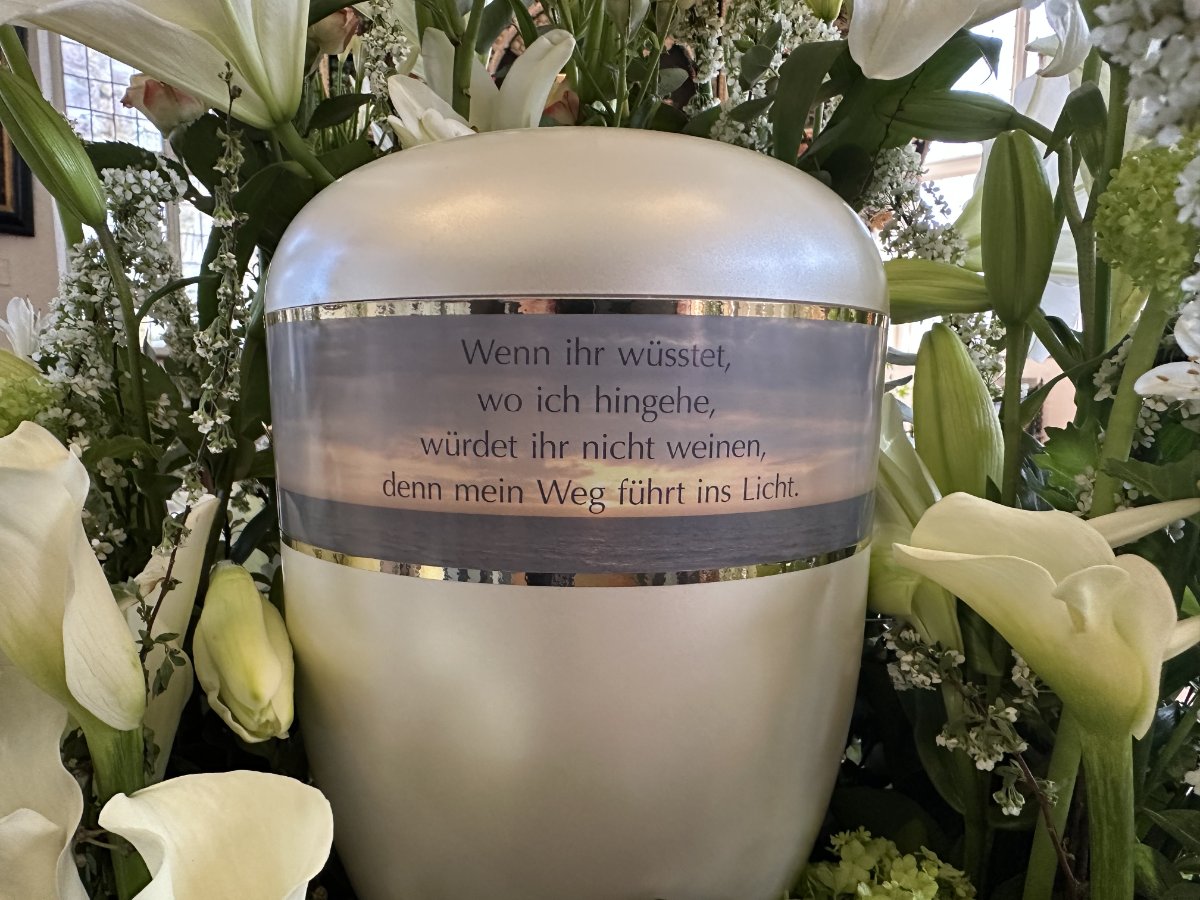 Wenn ihr wüsstet,
wo ich hingehe,
würdet ihr nicht weinen,
denn mein Weg führt ins Licht.